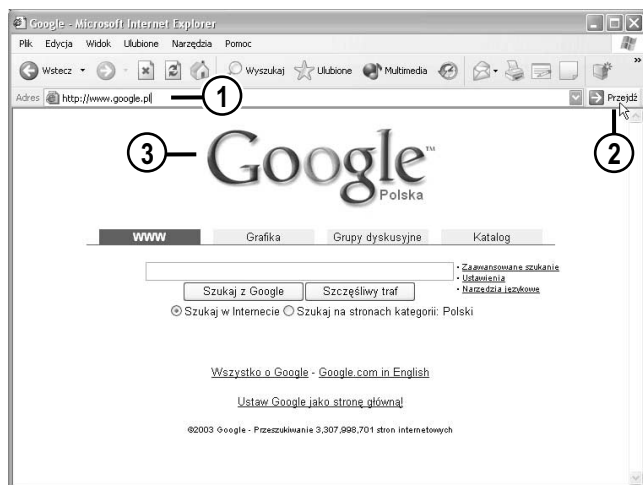 Google - Microsoft Internet Explorer
Plik Edycja Widok Ulubione Narzędzia Pomoc
Wstecz Wyszukaj Ulubione Multimedia »
Adres http://www.google.pl Przejdź
1
2
3
Google™
Polska
WWW Grafika Grupy dyskusyjne Katalog
• Zaawansowane szukanie
• Ustawienia
• Narzędzia językowe
Szukaj z Google Szczęśliwy traf
Szukaj w Internecie Szukaj na stronach kategorii: Polski
Wszystko o Google - Google.com in English
Ustaw Google jako stronę główną!
©2003 Google - Przeszukiwanie 3,307,998,701 stron internetowych